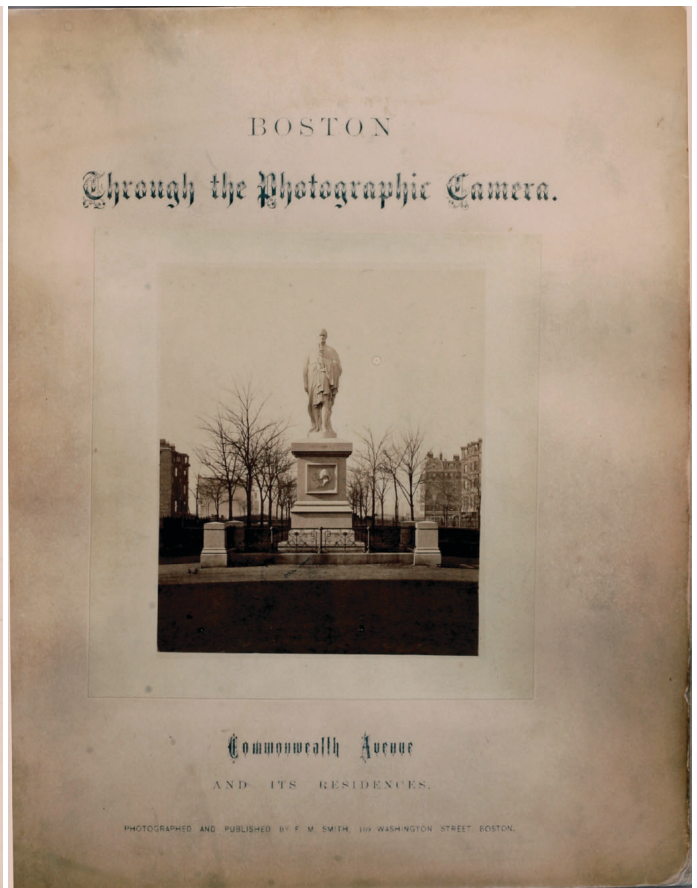 BOSTON
Through the Photographic Camera.
Commonwealth Avenue
AND ITS RESIDENCES.
PHOTOGRAPHED AND PUBLISHED BY F. M. SMITH, WASHINGTON STREET, BOSTON.